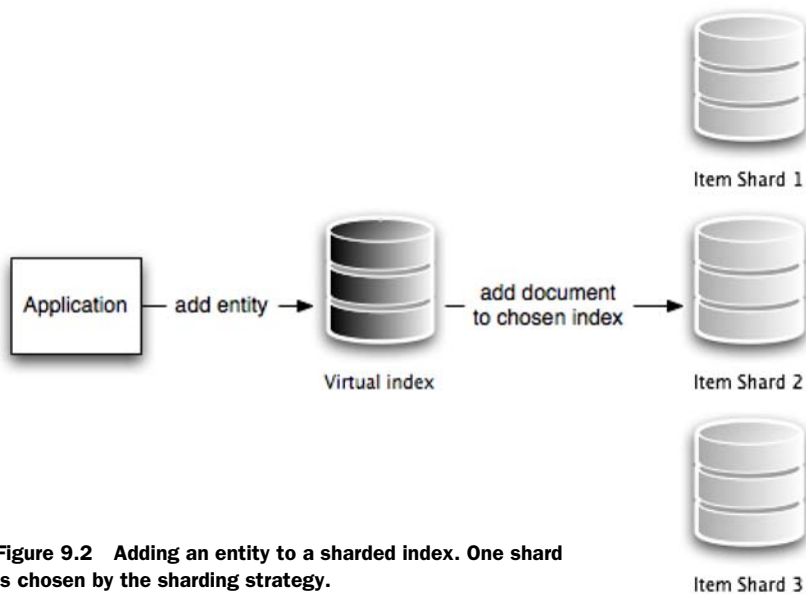 Item Shard 1
Application
add entity
add document
to chosen index
Virtual index
Item Shard 2
Figure 9.2 Adding an entity to a sharded index. One shard
is chosen by the sharding strategy.
Item Shard 3